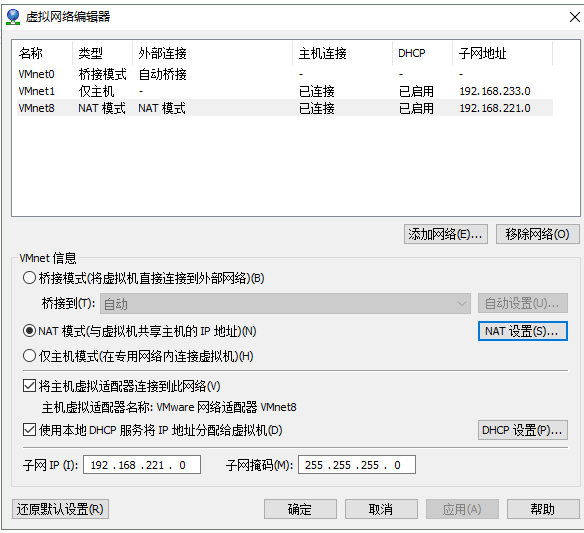 虚拟网络编辑器
名称 类型 外部连接 主机连接 DHCP 子网地址
VMnet0 桥接模式 自动桥接 - - -
VMnet1 仅主机 - 已连接 已启用 192.168.233.0
VMnet8 NAT 模式 NAT 模式 已连接 已启用 192.168.221.0
添加网络(E)... 移除网络(O)
VMnet 信息
桥接模式(将虚拟机直接连接到外部网络)(B)
桥接到(T): 自动 自动设置(U)...
NAT 模式(与虚拟机共享主机的 IP 地址)(N) NAT 设置(S)...
仅主机模式(在专用网络内连接虚拟机)(H)
将主机虚拟适配器连接到此网络(V)
主机虚拟适配器名称: VMware 网络适配器 VMnet8
使用本地 DHCP 服务将 IP 地址分配给虚拟机(D) DHCP 设置(P)...
子网 IP (I): 192 .168 .221 . 0 子网掩码(M): 255 .255 .255 . 0
还原默认设置(R) 确定 取消 应用(A) 帮助